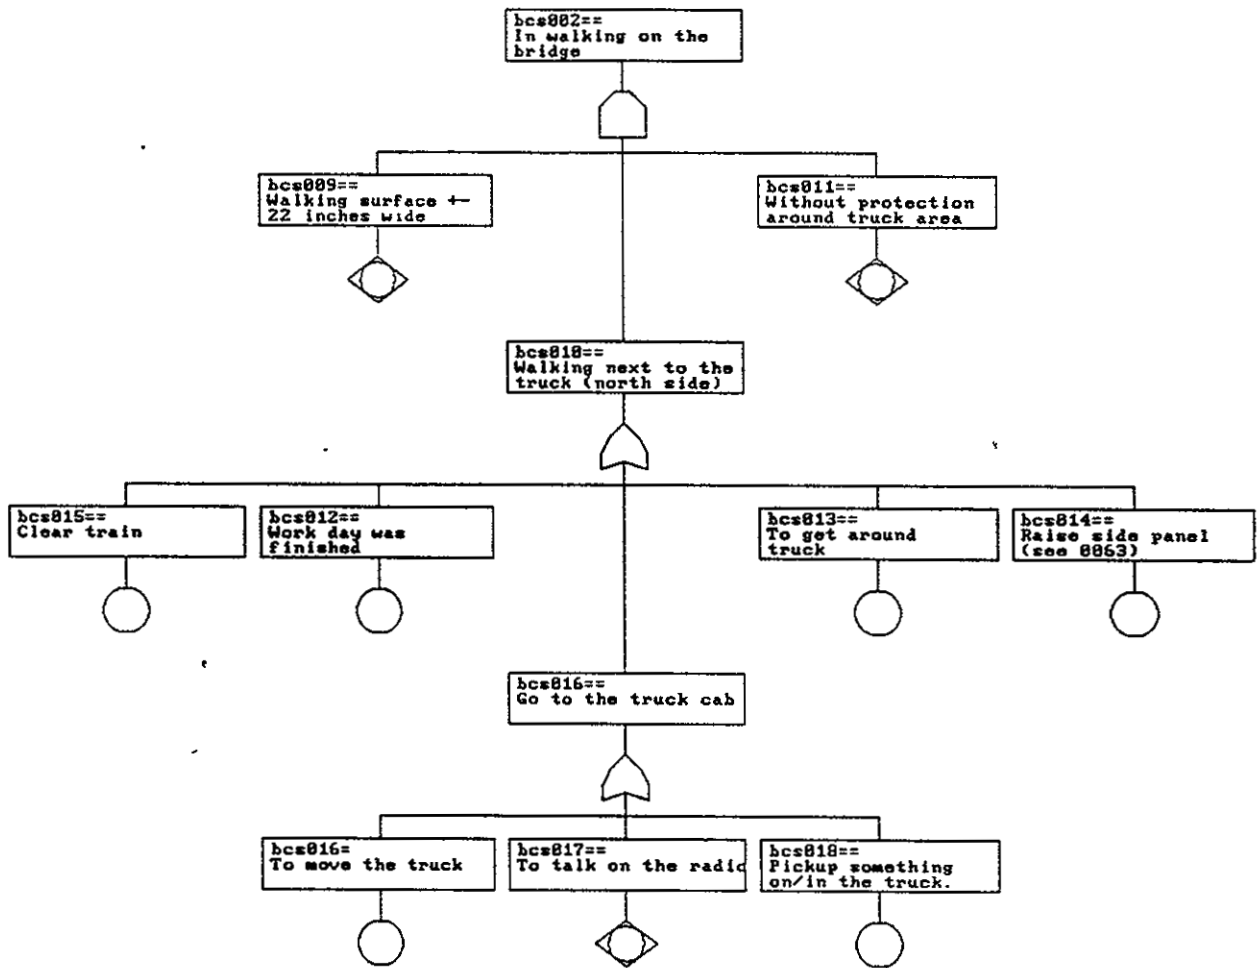 bcs002==
In walking on the
bridge
bcs009==
Walking surface +-
22 inches wide
bcs011==
Without protection
around truck area
bcs010==
Walking next to the
truck (north side)
bcs015==
Clear train
bcs012==
Work day was
finished
bcs013==
To get around
truck
bcs014==
Raise side panel
(see 0063)
bcs016==
Go to the truck cab
bcs016=
To move the truck
bcs017==
To talk on the radio
bcs018==
Pickup something
on/in the truck.